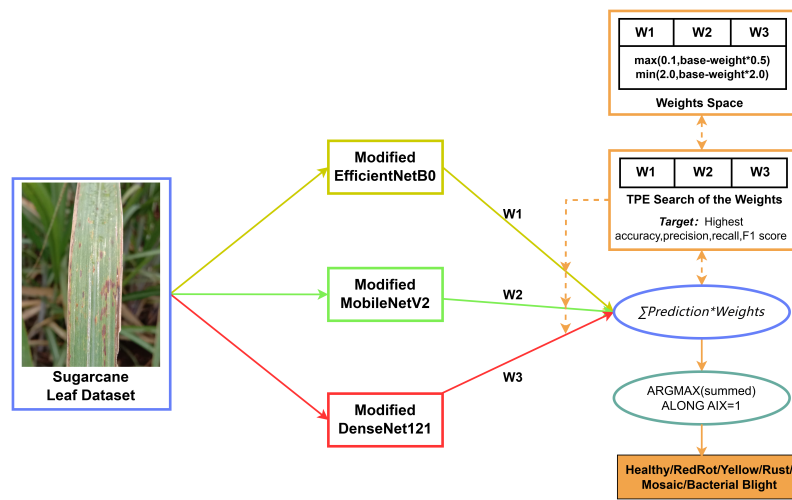 W1 W2 W3
max(0.1,base-weight*0.5)
min(2.0,base-weight*2.0)
Weights Space
W1 W2 W3
TPE Search of the Weights
Target: Highest
accuracy,precision,recall,F1 score
Modified
EfficientNetB0
W1
Modified
MobileNetV2
W2
∑Prediction*Weights
Sugarcane
Leaf Dataset
W3
Modified
DenseNet121
ARGMAX(summed)
ALONG AIX=1
Healthy/RedRot/Yellow/Rust/
Mosaic/Bacterial Blight